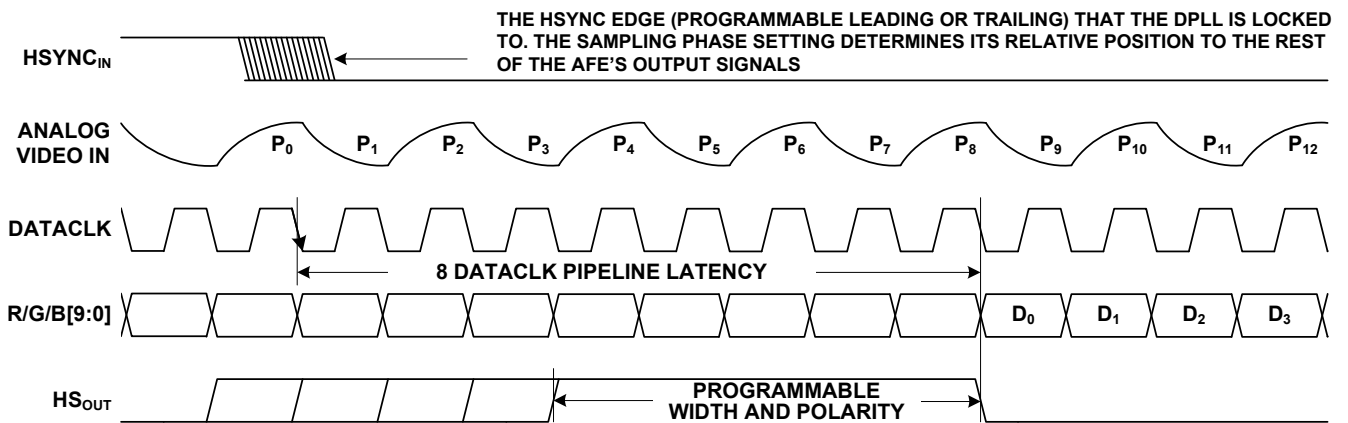 THE HSYNC EDGE (PROGRAMMABLE LEADING OR TRAILING) THAT THE DPLL IS LOCKED
TO. THE SAMPLING PHASE SETTING DETERMINES ITS RELATIVE POSITION TO THE REST
OF THE AFE'S OUTPUT SIGNALS
HSYNCIN
ANALOG
VIDEO IN
P0 P1 P2 P3 P4 P5 P6 P7 P8 P9 P10 P11 P12
DATACLK
8 DATACLK PIPELINE LATENCY
R/G/B[9:0]
D0 D1 D2 D3
HSOUT
PROGRAMMABLE
WIDTH AND POLARITY